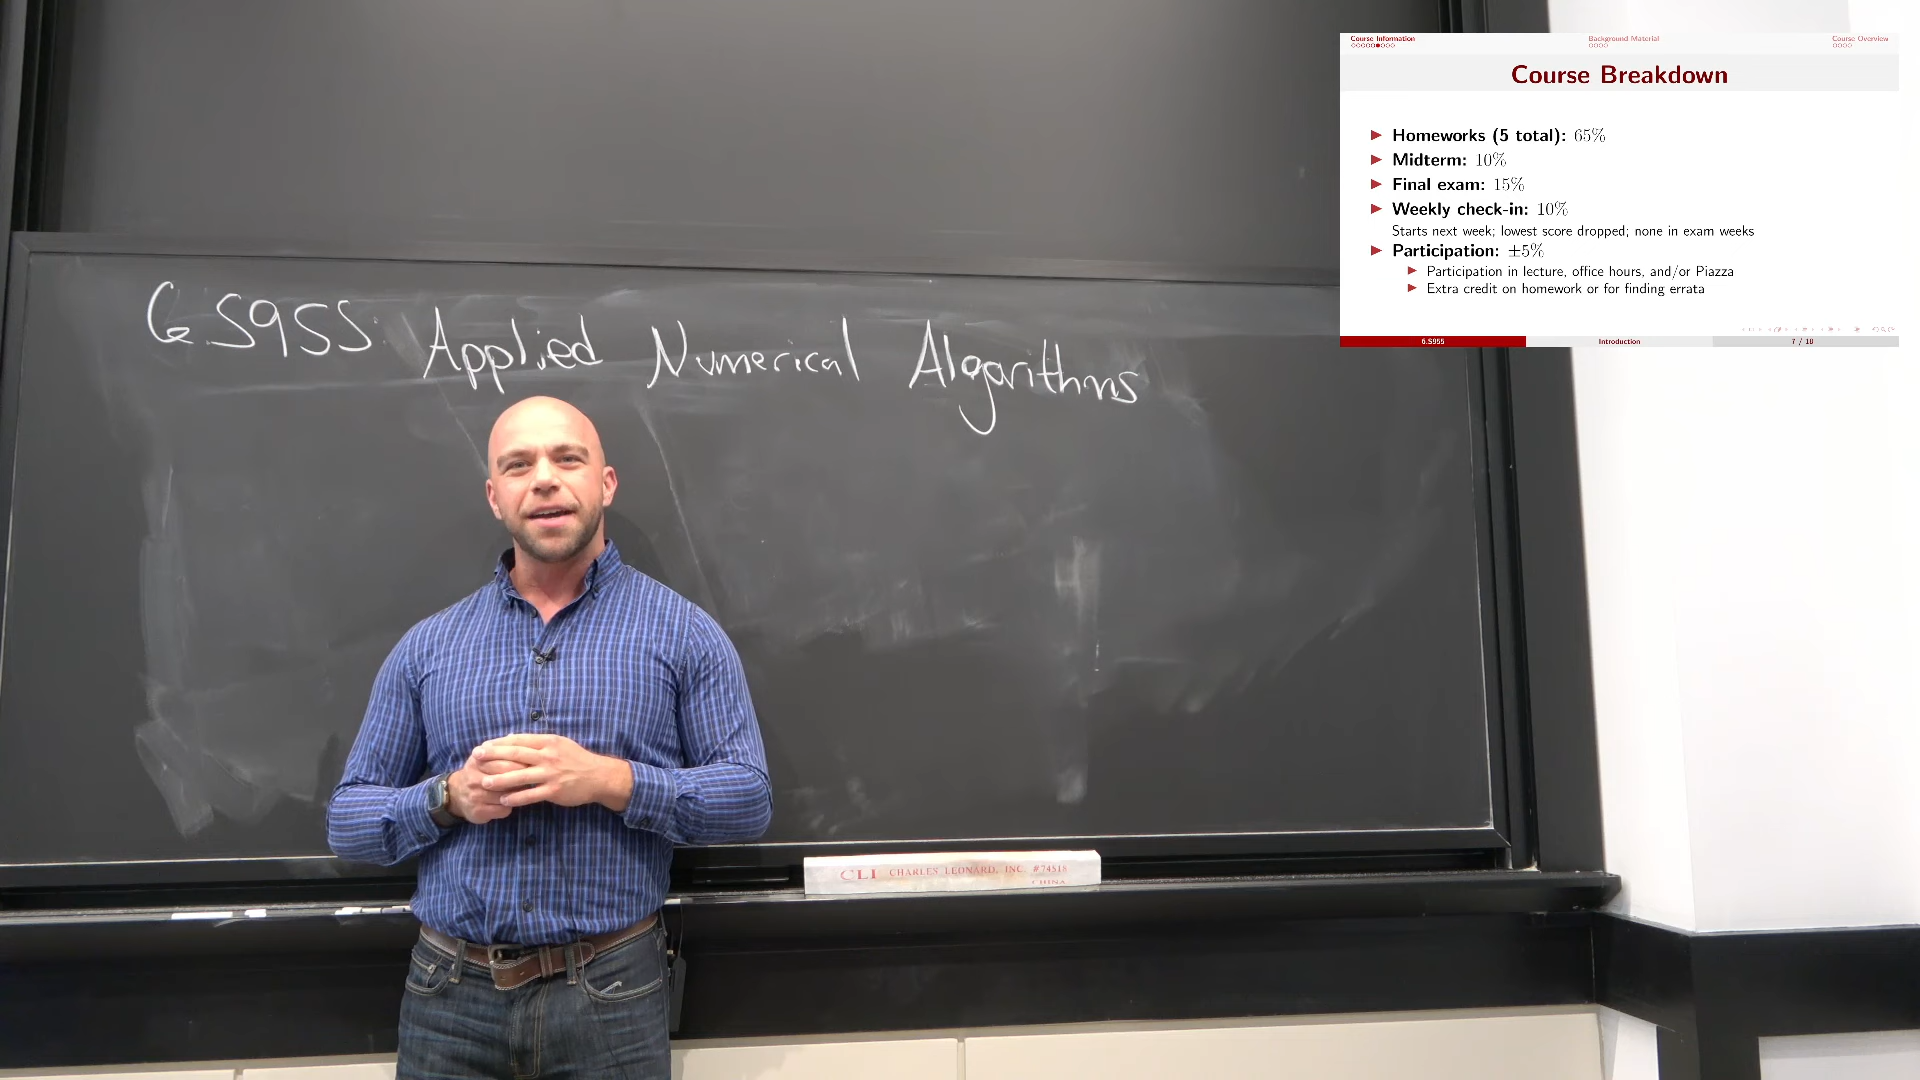 6.S955: Applied Numerical Algorithms
CLI CHARLES LEONARD, INC. #74518
CHINA
Course Information
Background Material
Course Overview
Course Breakdown
Homeworks (5 total): 65%
Midterm: 10%
Final exam: 15%
Weekly check-in: 10%
Starts next week; lowest score dropped; none in exam weeks
Participation: ±5%
Participation in lecture, office hours, and/or Piazza
Extra credit on homework or for finding errata
6.S955
Introduction
7 / 18